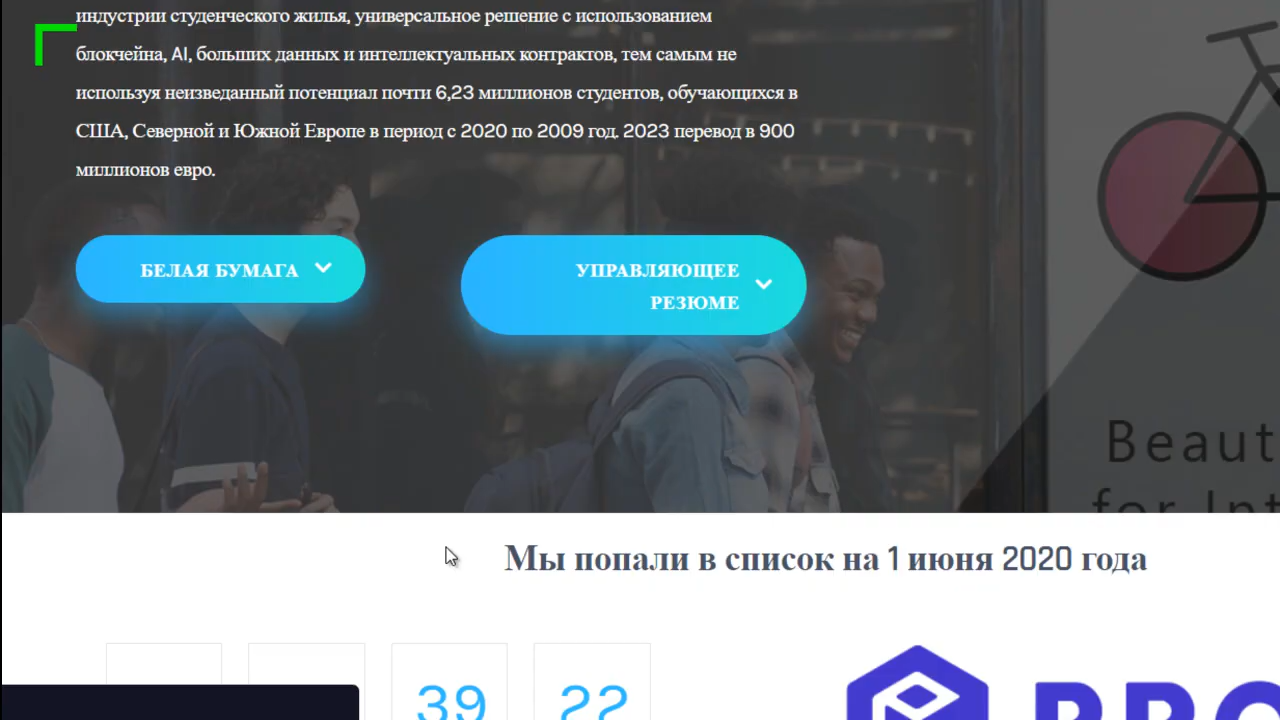 индустрии студенческого жилья, универсальное решение с использованием
блокчейна, AI, больших данных и интеллектуальных контрактов, тем самым не
используя неизведанный потенциал почти 6,23 миллионов студентов, обучающихся в
США, Северной и Южной Европе в период с 2020 по 2009 год. 2023 перевод в 900
миллионов евро.
БЕЛАЯ БУМАГА
УПРАВЛЯЮЩЕЕ
РЕЗЮМЕ
Beaut
for Int
Мы попали в список на 1 июня 2020 года
39 22